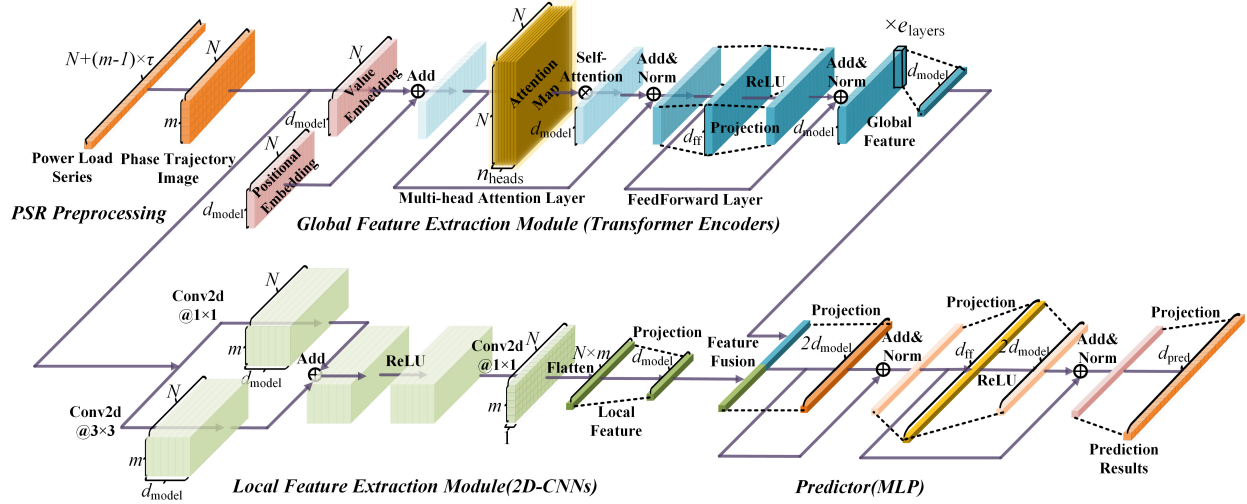 N+(m-1)×τ
N
m
Power Load
Series
Phase Trajectory
Image
PSR Preprocessing
N
d_model
Value
Embedding
N
d_model
Positional
Embedding
Add
N
N
Attention
Map
n_heads
Self-
Attention
d_model
Multi-head Attention Layer
Add&
Norm
d_ff
Projection
ReLU
d_model
FeedForward Layer
Add&
Norm
d_model
Global
Feature
×e_layers
d_model
Global Feature Extraction Module (Transformer Encoders)
Conv2d
@1×1
N
m
d_model
Conv2d
@3×3
N
m
d_model
Add
ReLU
Conv2d
@1×1
N
m
1
N×m
Flatten
Projection
d_model
Local
Feature
Local Feature Extraction Module(2D-CNNs)
Feature
Fusion
Projection
2d_model
Add&
Norm
Projection
d_ff
2d_model
ReLU
Add&
Norm
Projection
d_pred
Prediction
Results
Predictor(MLP)